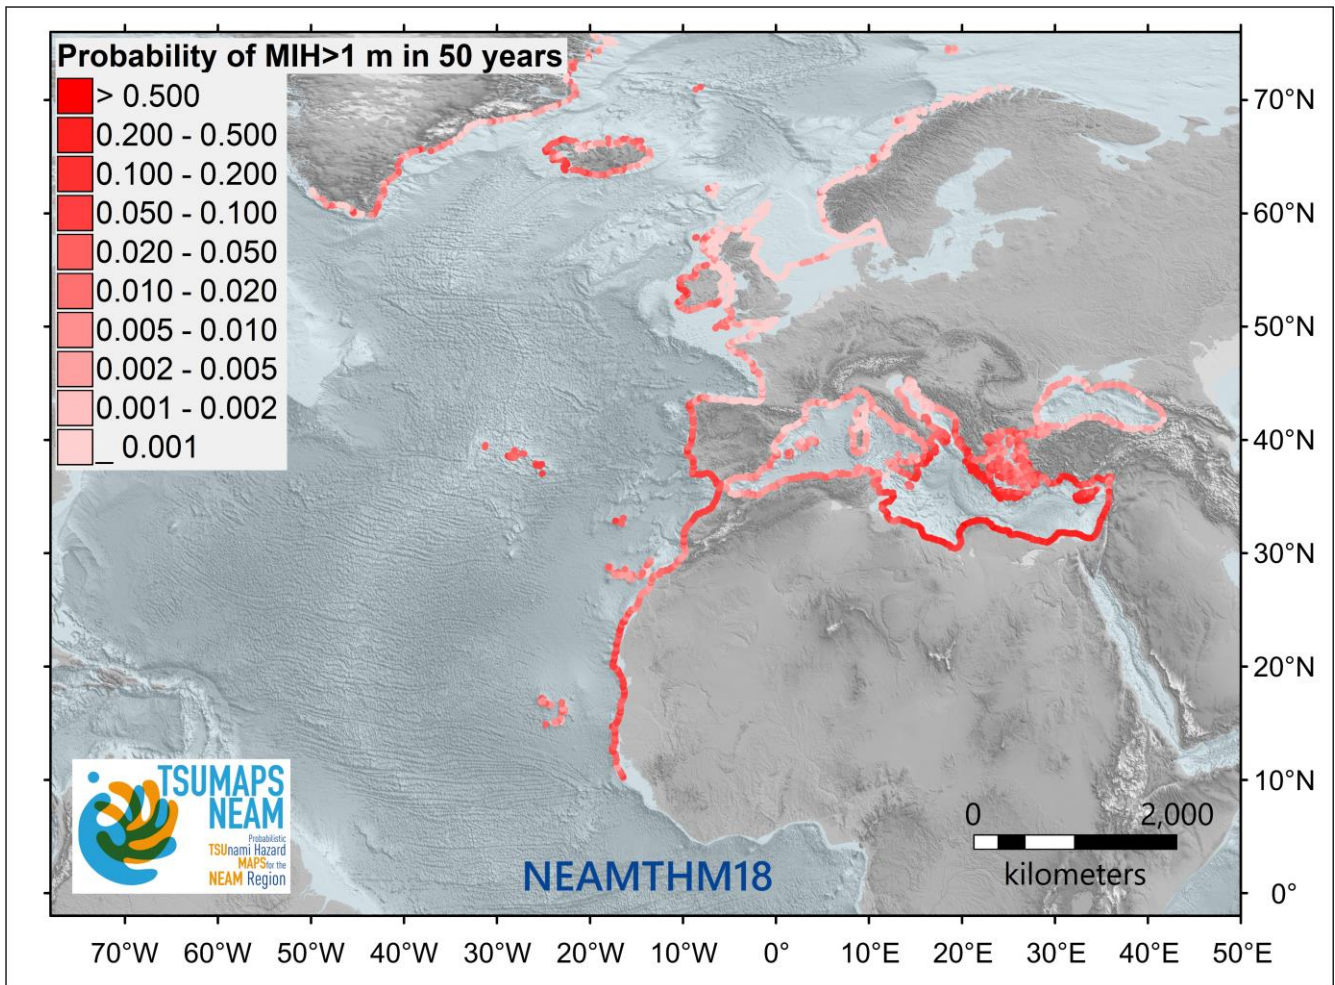 Probability of MIH>1 m in 50 years
> 0.500
0.200 - 0.500
0.100 - 0.200
0.050 - 0.100
0.020 - 0.050
0.010 - 0.020
0.005 - 0.010
0.002 - 0.005
0.001 - 0.002
_ 0.001
70°N
60°N
50°N
40°N
30°N
20°N
10°N
0°
TSUMAPS
NEAM
Probabilistic
TSUnami Hazard
MAPS for the
NEAM Region
NEAMTHM18
0 2,000
kilometers
70°W 60°W 50°W 40°W 30°W 20°W 10°W 0° 10°E 20°E 30°E 40°E 50°E